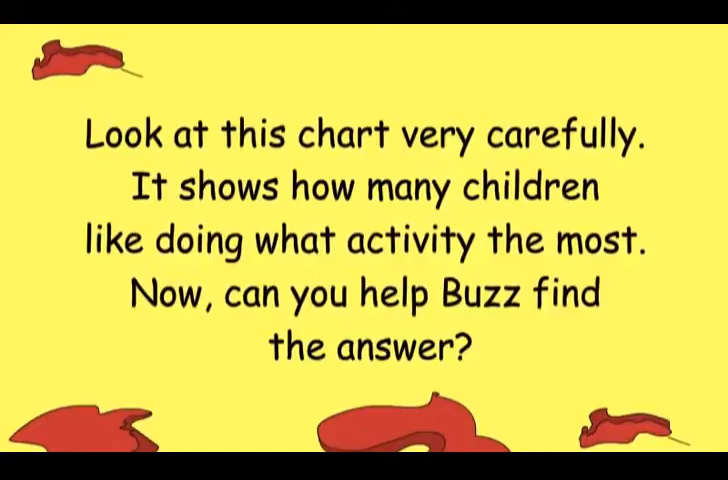 Look at this chart very carefully.
It shows how many children
like doing what activity the most.
Now, can you help Buzz find
the answer?